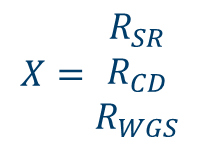 R_SR
X = R_CD
R_WGS